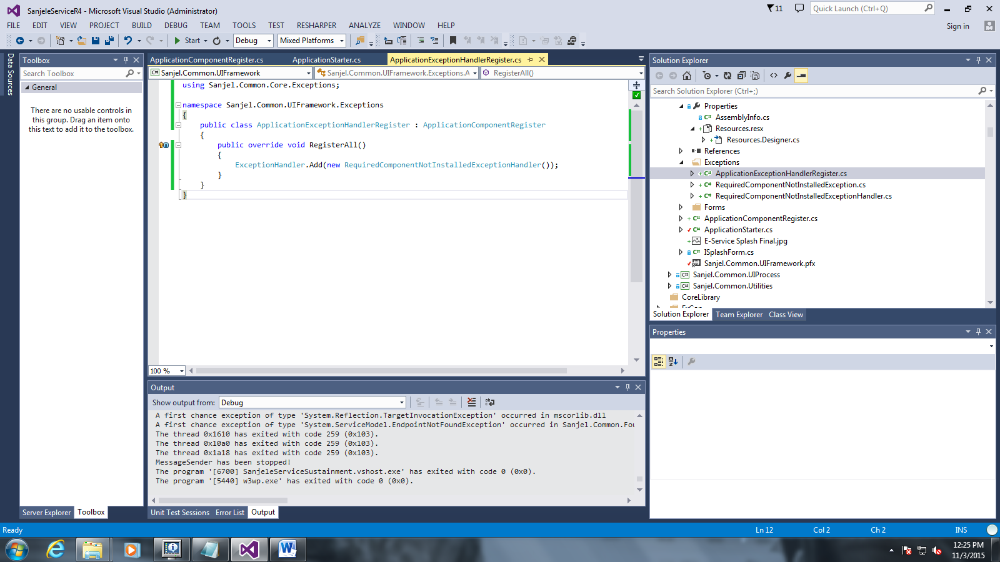 SanjeleServiceR4 - Microsoft Visual Studio (Administrator)
11
Quick Launch (Ctrl+Q)
FILE EDIT VIEW PROJECT BUILD DEBUG TEAM TOOLS TEST RESHARPER ANALYZE WINDOW HELP
Sign in
Start Debug Mixed Platforms
Data Sources
Toolbox
Search Toolbox
General
There are no usable controls in
this group. Drag an item onto
this text to add it to the toolbox.
Server Explorer Toolbox
ApplicationComponentRegister.cs ApplicationStarter.cs ApplicationExceptionHandlerRegister.cs
Sanjel.Common.UIFramework Sanjel.Common.UIFramework.Exceptions.A RegisterAll()
using Sanjel.Common.Core.Exceptions;
namespace Sanjel.Common.UIFramework.Exceptions
{
public class ApplicationExceptionHandlerRegister : ApplicationComponentRegister
{
public override void RegisterAll()
{
ExceptionHandler.Add(new RequiredComponentNotInstalledExceptionHandler());
}
}
}
100 %
Output
Show output from: Debug
A first chance exception of type 'System.Reflection.TargetInvocationException' occurred in mscorlib.dll
A first chance exception of type 'System.ServiceModel.EndpointNotFoundException' occurred in Sanjel.Common.Fou
The thread 0x1610 has exited with code 259 (0x103).
The thread 0x10a0 has exited with code 259 (0x103).
The thread 0x1a18 has exited with code 259 (0x103).
MessageSender has been stopped!
The program '[6700] SanjeleServiceSustainment.vshost.exe' has exited with code 0 (0x0).
The program '[5440] w3wp.exe' has exited with code 0 (0x0).
Unit Test Sessions Error List Output
Solution Explorer
Search Solution Explorer (Ctrl+;)
Properties
AssemblyInfo.cs
Resources.resx
Resources.Designer.cs
References
Exceptions
ApplicationExceptionHandlerRegister.cs
RequiredComponentNotInstalledException.cs
RequiredComponentNotInstalledExceptionHandler.cs
Forms
ApplicationComponentRegister.cs
ApplicationStarter.cs
E-Service Splash Final.jpg
ISplashForm.cs
Sanjel.Common.UIFramework.pfx
Sanjel.Common.UIProcess
Sanjel.Common.Utilities
CoreLibrary
Solution Explorer Team Explorer Class View
Properties
Ready Ln 12 Col 2 Ch 2 INS
12:25 PM
11/3/2015